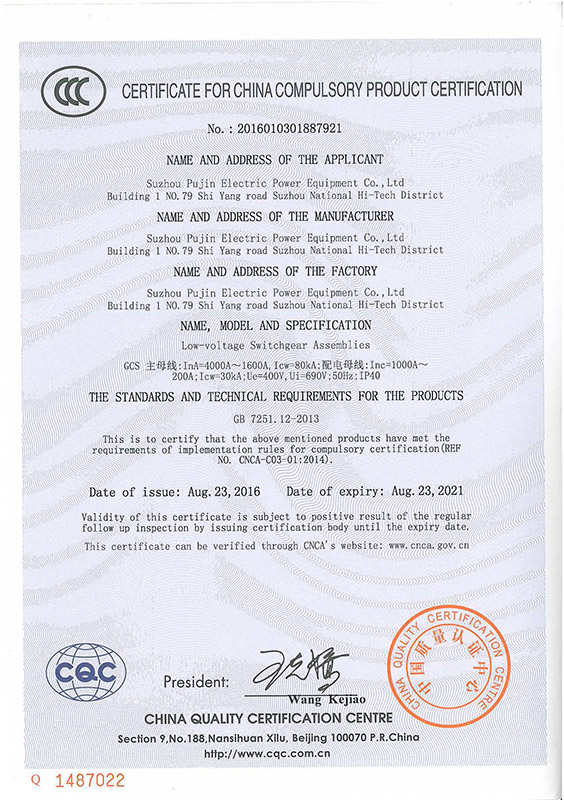 CCC
CERTIFICATE FOR CHINA COMPULSORY PRODUCT CERTIFICATION
No. : 2016010301887921
NAME AND ADDRESS OF THE APPLICANT
Suzhou Pujin Electric Power Equipment Co.,Ltd
Building 1 NO.79 Shi Yang road Suzhou National Hi-Tech District
NAME AND ADDRESS OF THE MANUFACTURER
Suzhou Pujin Electric Power Equipment Co.,Ltd
Building 1 NO.79 Shi Yang road Suzhou National Hi-Tech District
NAME AND ADDRESS OF THE FACTORY
Suzhou Pujin Electric Power Equipment Co.,Ltd
Building 1 NO.79 Shi Yang road Suzhou National Hi-Tech District
NAME, MODEL AND SPECIFICATION
Low-voltage Switchgear Assemblies
GCS 主母线:InA=4000A～1600A, Icw=80kA;配电母线:Inc=1000A～
200A;Icw=30kA;Ue=400V,Ui=690V;50Hz;IP40
THE STANDARDS AND TECHNICAL REQUIREMENTS FOR THE PRODUCTS
GB 7251.12-2013
This is to certify that the above mentioned products have met the
requirements of implementation rules for compulsory certification(REF
NO. CNCA-C03-01:2014).
Date of issue: Aug.23,2016 Date of expiry: Aug.23,2021
Validity of this certificate is subject to positive result of the regular
follow up inspection by issuing certification body until the expiry date.
This certificate can be verified through CNCA's website: www.cnca.gov.cn
CQC
President:
Wang Kejiao
CHINA QUALITY CERTIFICATION CENTRE
中国质量认证中心
CHINA QUALITY CERTIFICATION CENTRE
Section 9,No.188,Nansihuan Xilu, Beijing 100070 P.R.China
http://www.cqc.com.cn
Q 1487022